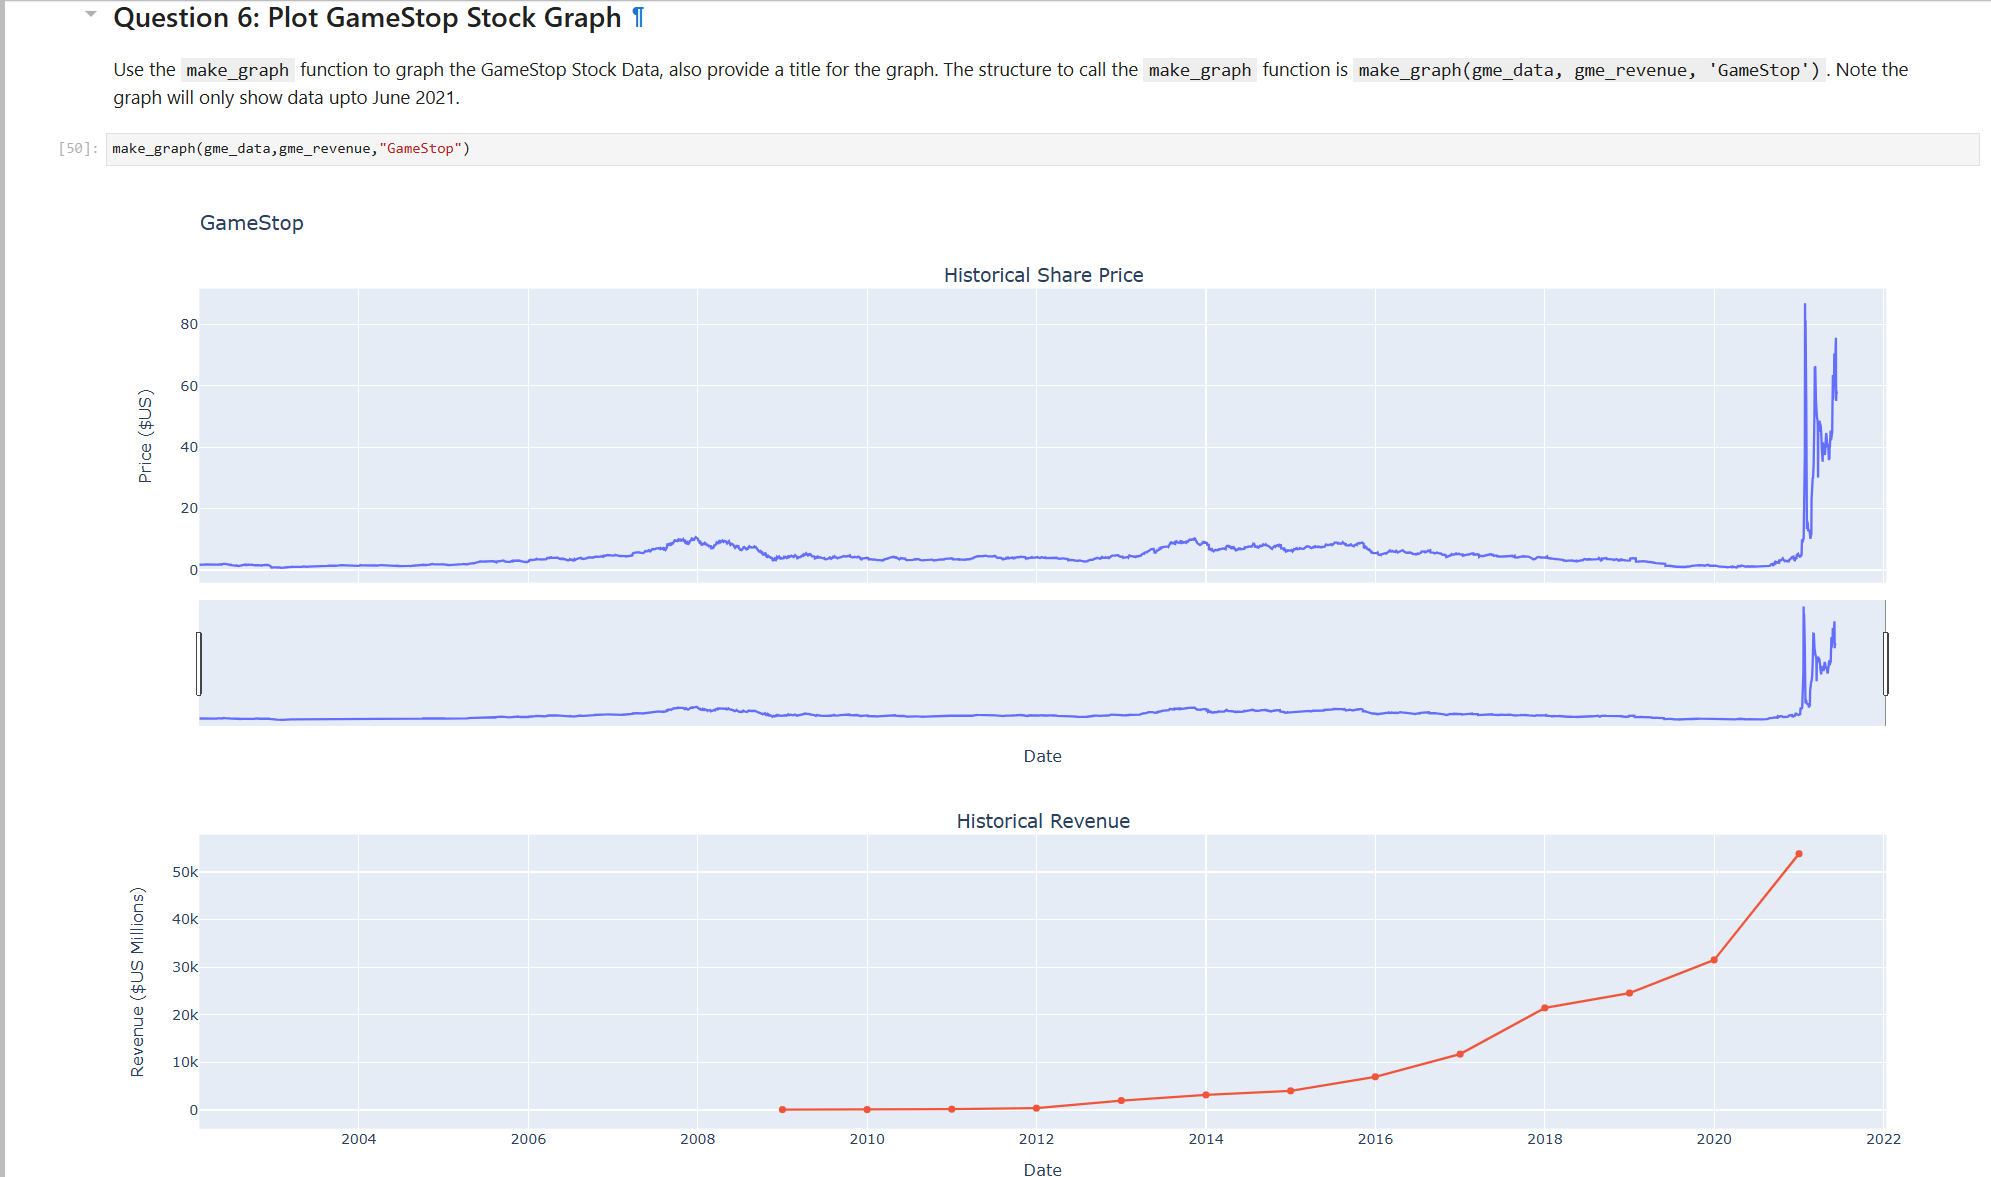 Question 6: Plot GameStop Stock Graph ¶
Use the make_graph function to graph the GameStop Stock Data, also provide a title for the graph. The structure to call the make_graph function is make_graph(gme_data, gme_revenue, 'GameStop'). Note the
graph will only show data upto June 2021.
[50]: make_graph(gme_data,gme_revenue,"GameStop")
GameStop
Historical Share Price
80
60
40
20
0
Price ($US)
Date
Historical Revenue
50k
40k
30k
20k
10k
0
Revenue ($US Millions)
2004 2006 2008 2010 2012 2014 2016 2018 2020 2022
Date